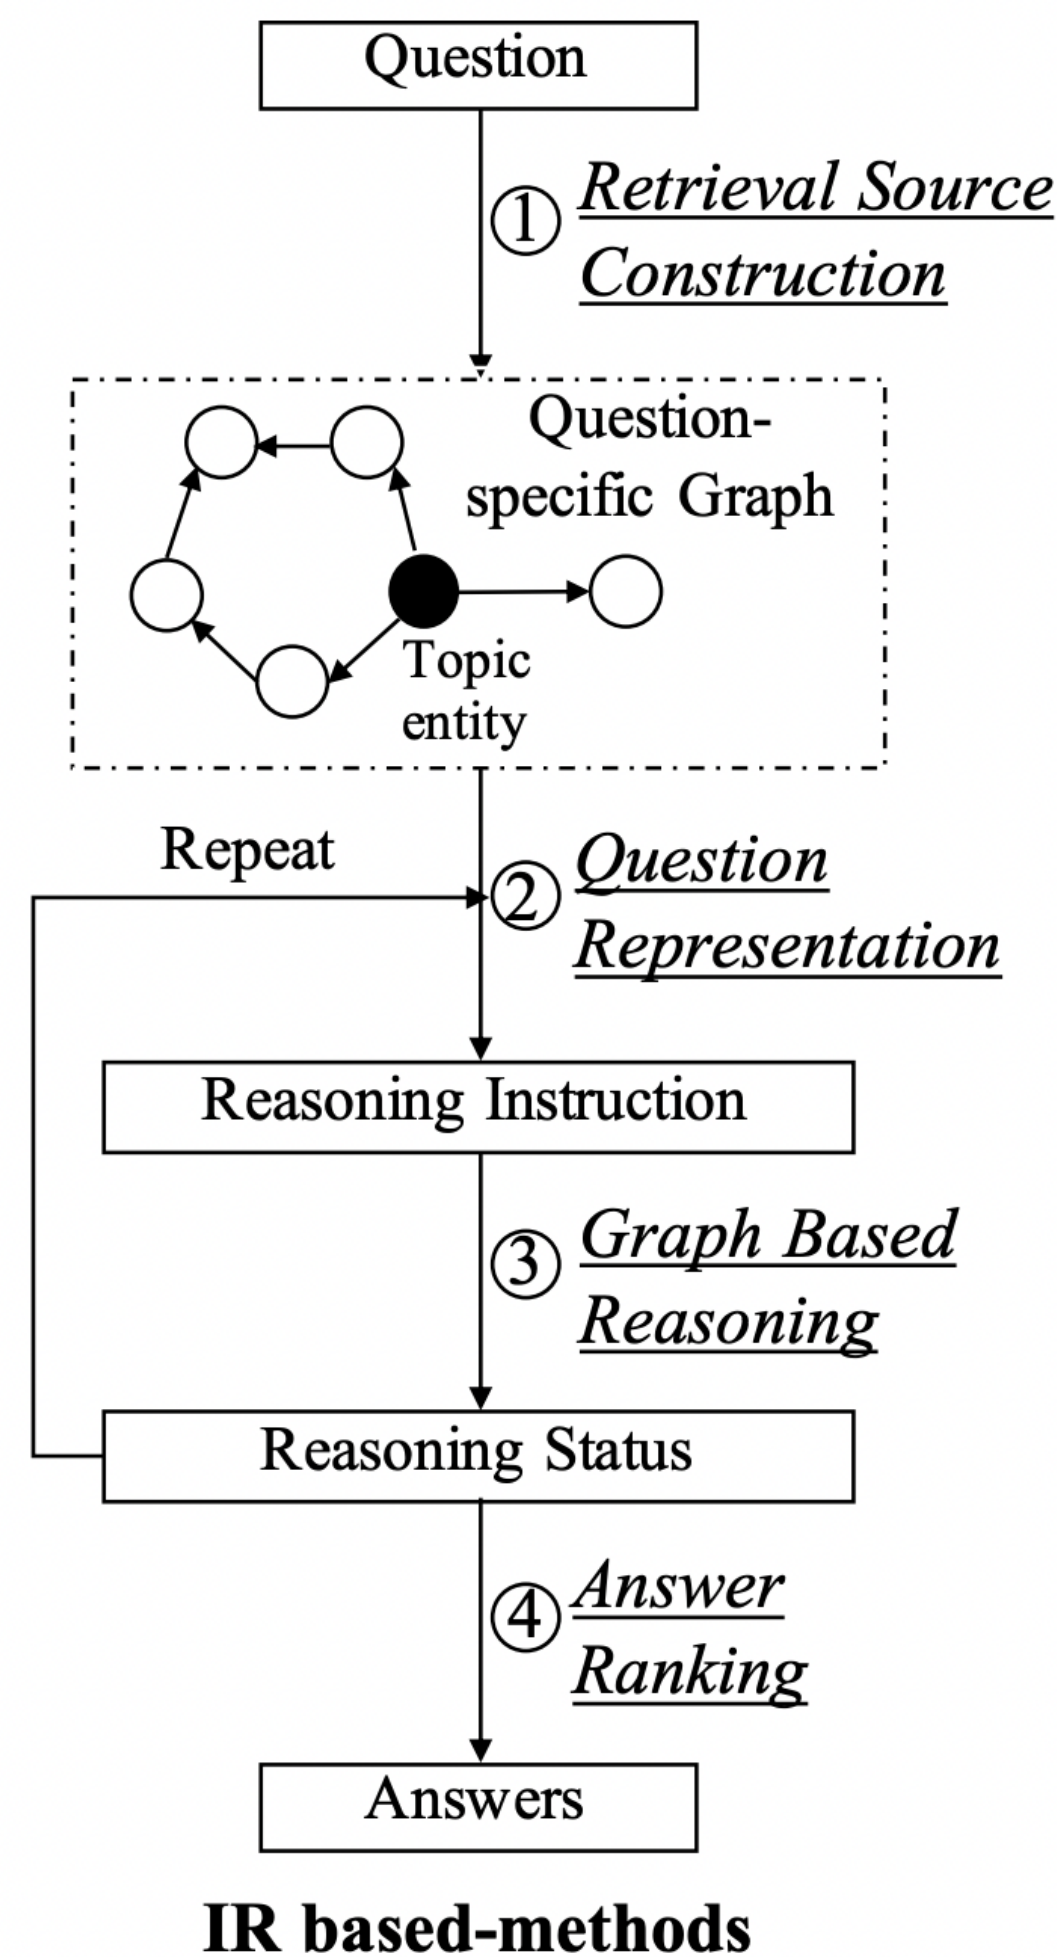 Question
① Retrieval Source
Construction
Question-
specific Graph
Topic
entity
Repeat
② Question
Representation
Reasoning Instruction
③ Graph Based
Reasoning
Reasoning Status
④ Answer
Ranking
Answers
IR based-methods